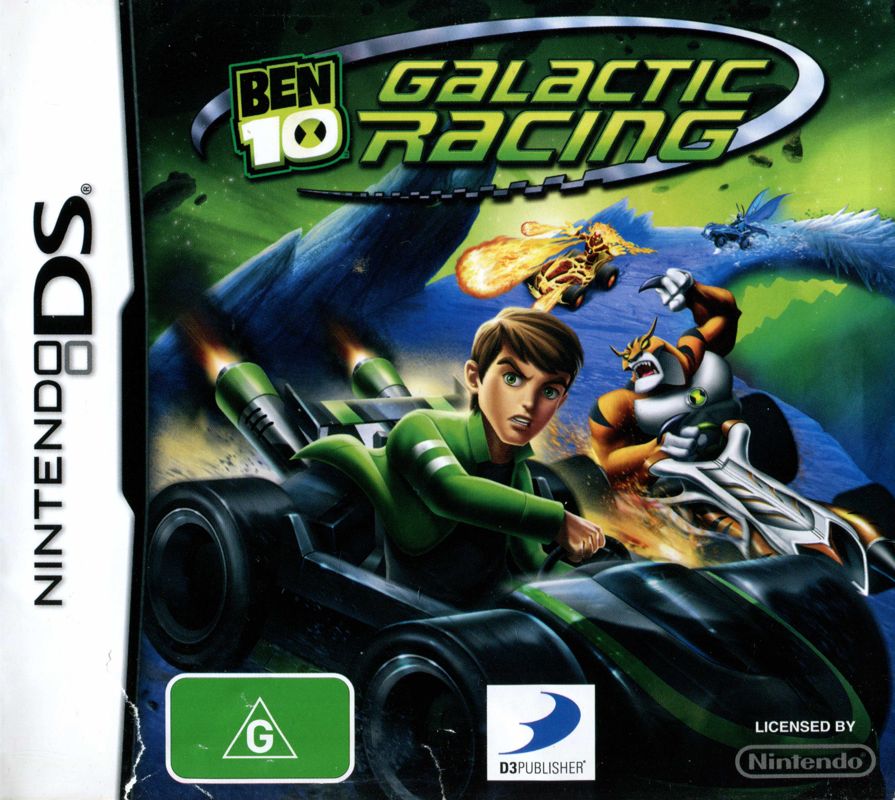 NINTENDO DS®
BEN
10
GALACTIC
RACING
G
D3PUBLISHER®
LICENSED BY
Nintendo